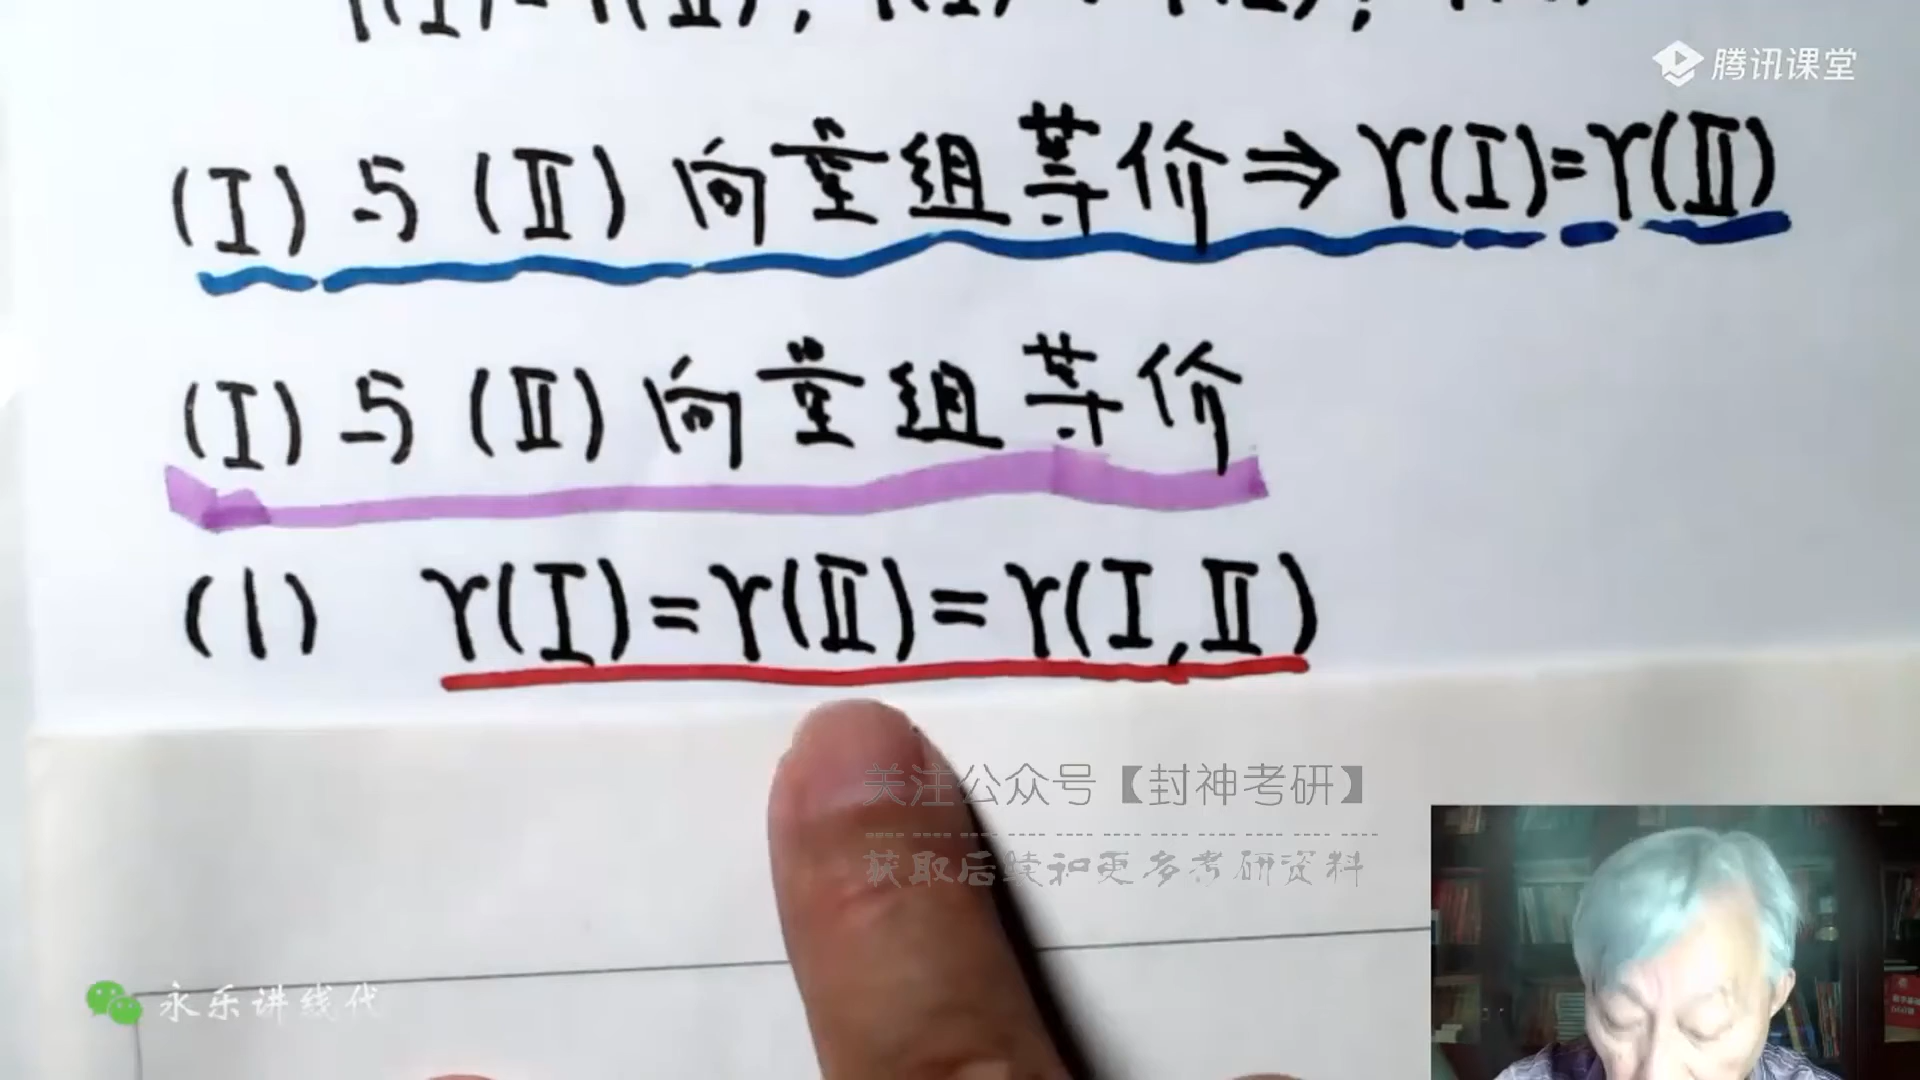 腾讯课堂
(I)与(II)向量组等价⇒r(I)=r(II)
(I)与(II)向量组等价
(1) r(I)=r(II)=r(I,II)
关注公众号【封神考研】
获取后续和更多考研资料
永乐讲线代